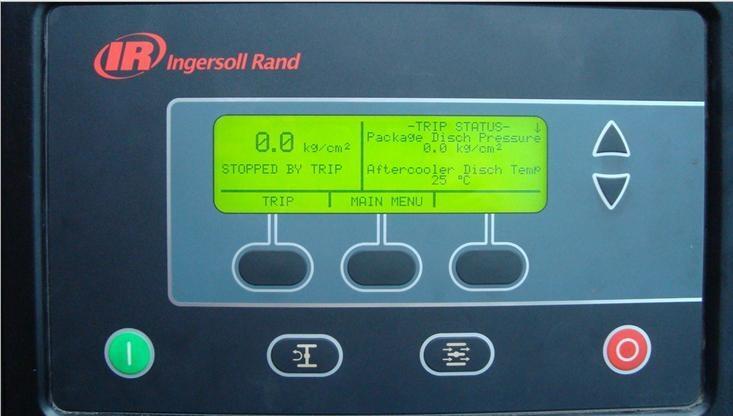 IR Ingersoll Rand
0.0 kg/cm²
STOPPED BY TRIP
-TRIP STATUS- ↓
Package Disch Pressure
0.0 kg/cm²
Aftercooler Disch Temp
25 °C
TRIP
MAIN MENU